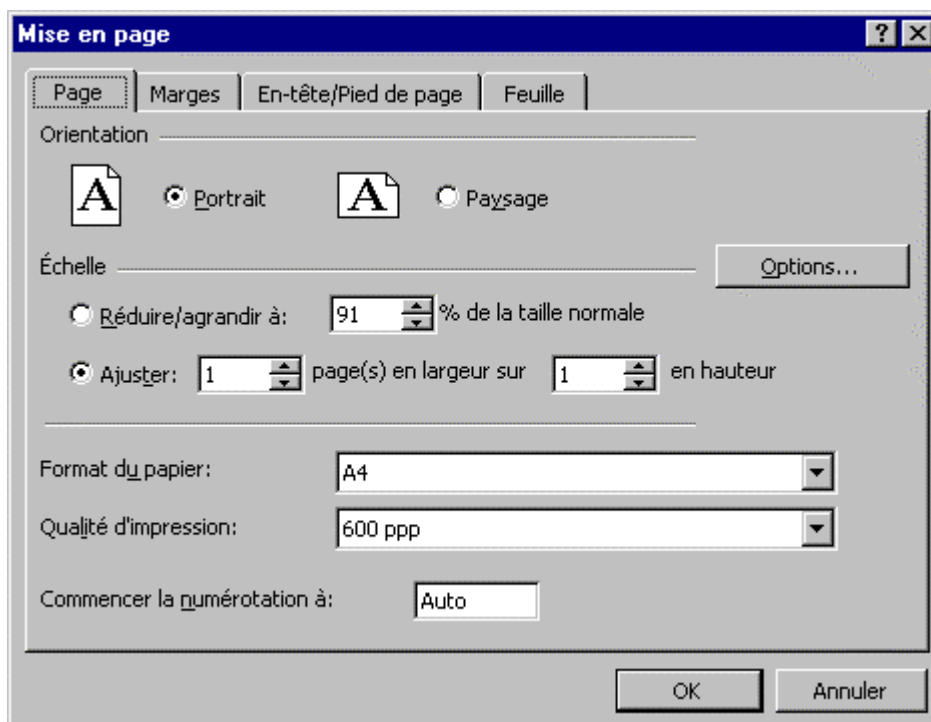 Mise en page
Page Marges En-tête/Pied de page Feuille
Orientation
A Portrait A Paysage
Échelle Options...
Réduire/agrandir à: 91 % de la taille normale
Ajuster: 1 page(s) en largeur sur 1 en hauteur
Format du papier: A4
Qualité d'impression: 600 ppp
Commencer la numérotation à: Auto
OK Annuler